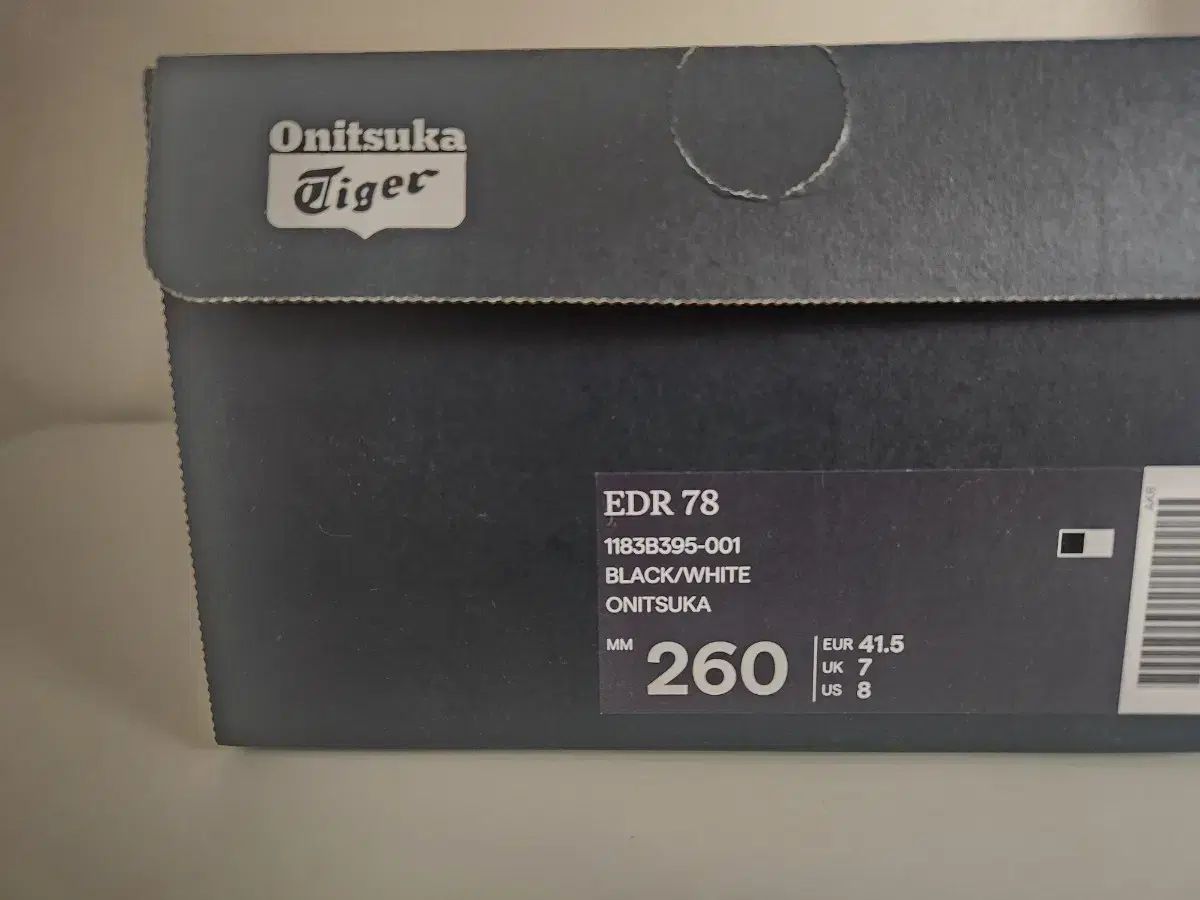 Onitsuka
Tiger
EDR 78
1183B395-001
BLACK/WHITE
ONITSUKA
MM 260
EUR 41.5
UK 7
US 8